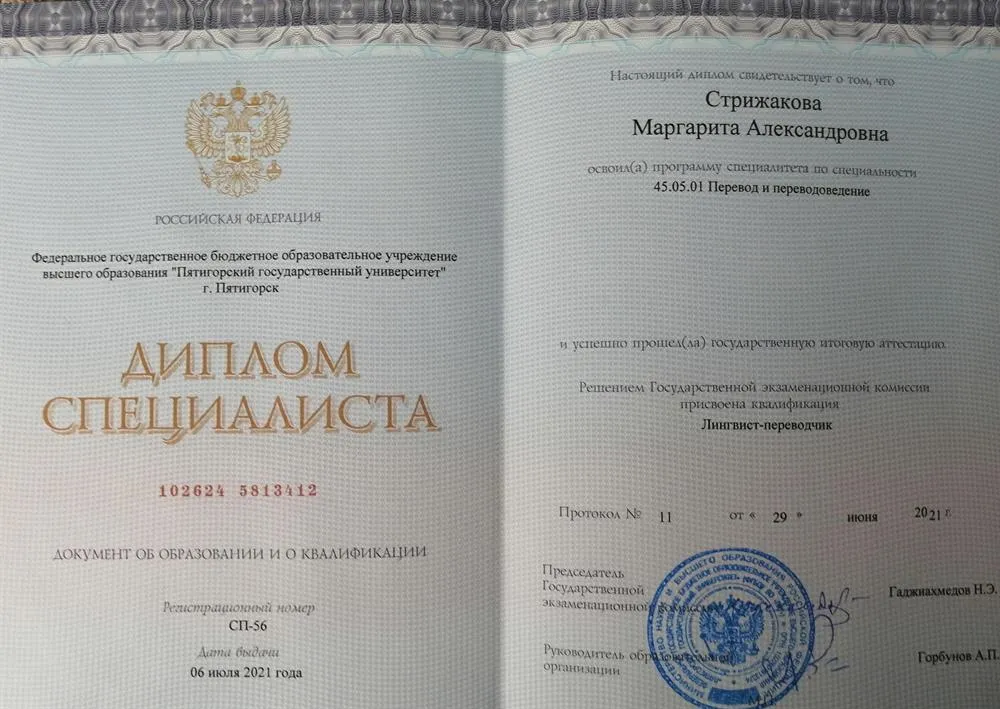 РОССИЙСКАЯ ФЕДЕРАЦИЯ
Федеральное государственное бюджетное образовательное учреждение
высшего образования "Пятигорский государственный университет"
г. Пятигорск
ДИПЛОМ
СПЕЦИАЛИСТА
102624 5813412
ДОКУМЕНТ ОБ ОБРАЗОВАНИИ И О КВАЛИФИКАЦИИ
Регистрационный номер
СП-56
Дата выдачи
06 июля 2021 года
Настоящий диплом свидетельствует о том, что
Стрижакова
Маргарита Александровна
освоил(а) программу специалитета по специальности
45.05.01 Перевод и переводоведение
и успешно прошел(ла) государственную итоговую аттестацию.
Решением Государственной экзаменационной комиссии
присвоена квалификация
Лингвист-переводчик
Протокол № 11 от « 29 » июня 2021 г.
Председатель
Государственной
экзаменационной комиссии
Гаджиахмедов Н.Э.
Руководитель образовательной
организации
Горбунов А.П.